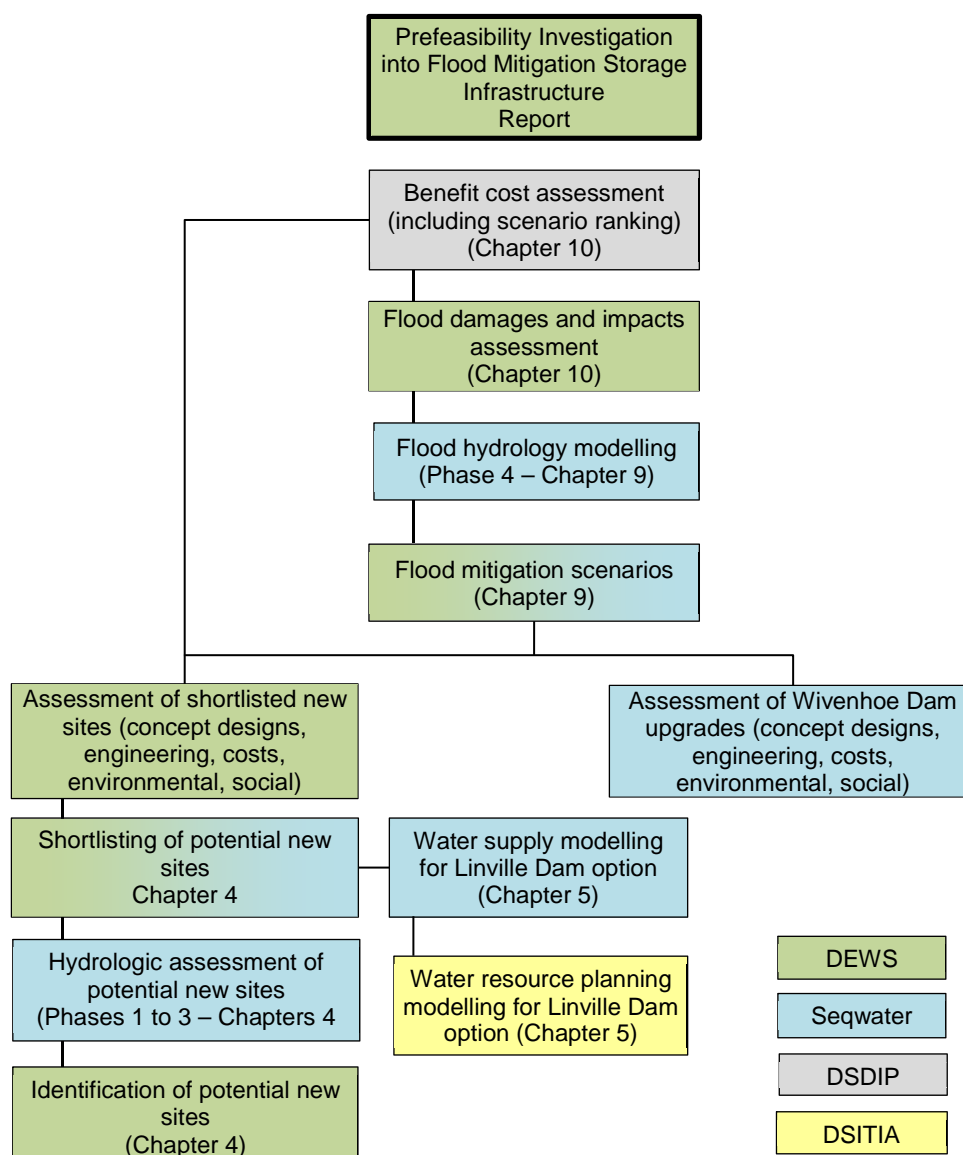 Prefeasibility Investigation
into Flood Mitigation Storage
Infrastructure
Report
Benefit cost assessment
(including scenario ranking)
(Chapter 10)
Flood damages and impacts
assessment
(Chapter 10)
Flood hydrology modelling
(Phase 4 – Chapter 9)
Flood mitigation scenarios
(Chapter 9)
Assessment of shortlisted new
sites (concept designs,
engineering, costs,
environmental, social)
Assessment of Wivenhoe Dam
upgrades (concept designs,
engineering, costs,
environmental, social)
Shortlisting of potential new
sites
Chapter 4
Water supply modelling
for Linville Dam option
(Chapter 5)
Hydrologic assessment of
potential new sites
(Phases 1 to 3 – Chapters 4
Water resource planning
modelling for Linville Dam
option (Chapter 5)
Identification of potential new
sites
(Chapter 4)
DEWS
Seqwater
DSDIP
DSITIA